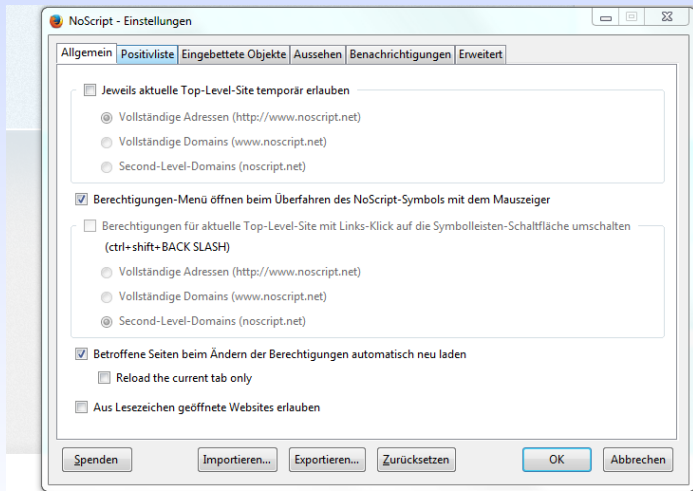 NoScript - Einstellungen
Allgemein Positivliste Eingebettete Objekte Aussehen Benachrichtigungen Erweitert
Jeweils aktuelle Top-Level-Site temporär erlauben
Vollständige Adressen (http://www.noscript.net)
Vollständige Domains (www.noscript.net)
Second-Level-Domains (noscript.net)
Berechtigungen-Menü öffnen beim Überfahren des NoScript-Symbols mit dem Mauszeiger
Berechtigungen für aktuelle Top-Level-Site mit Links-Klick auf die Symbolleisten-Schaltfläche umschalten
(ctrl+shift+BACK SLASH)
Vollständige Adressen (http://www.noscript.net)
Vollständige Domains (www.noscript.net)
Second-Level-Domains (noscript.net)
Betroffene Seiten beim Ändern der Berechtigungen automatisch neu laden
Reload the current tab only
Aus Lesezeichen geöffnete Websites erlauben
Spenden Importieren... Exportieren... Zurücksetzen OK Abbrechen